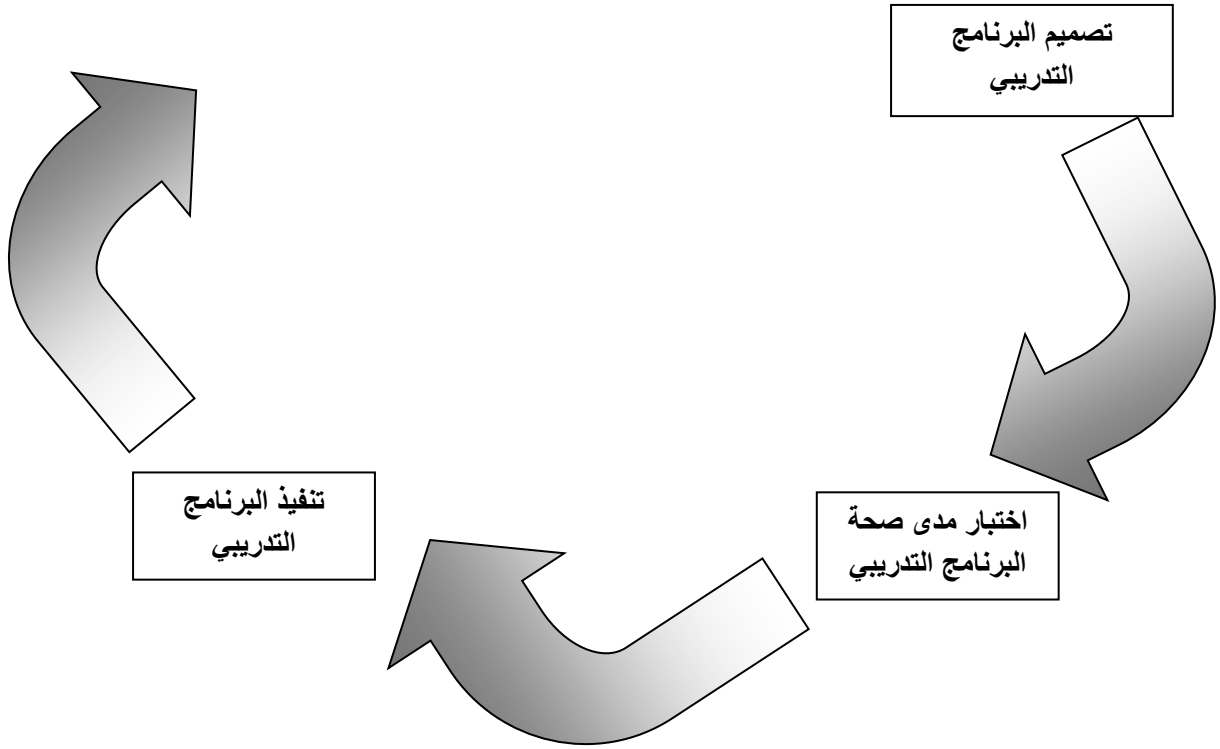 تصميم البرنامج
التدريبي
اختبار مدى صحة
البرنامج التدريبي
تنفيذ البرنامج
التدريبي